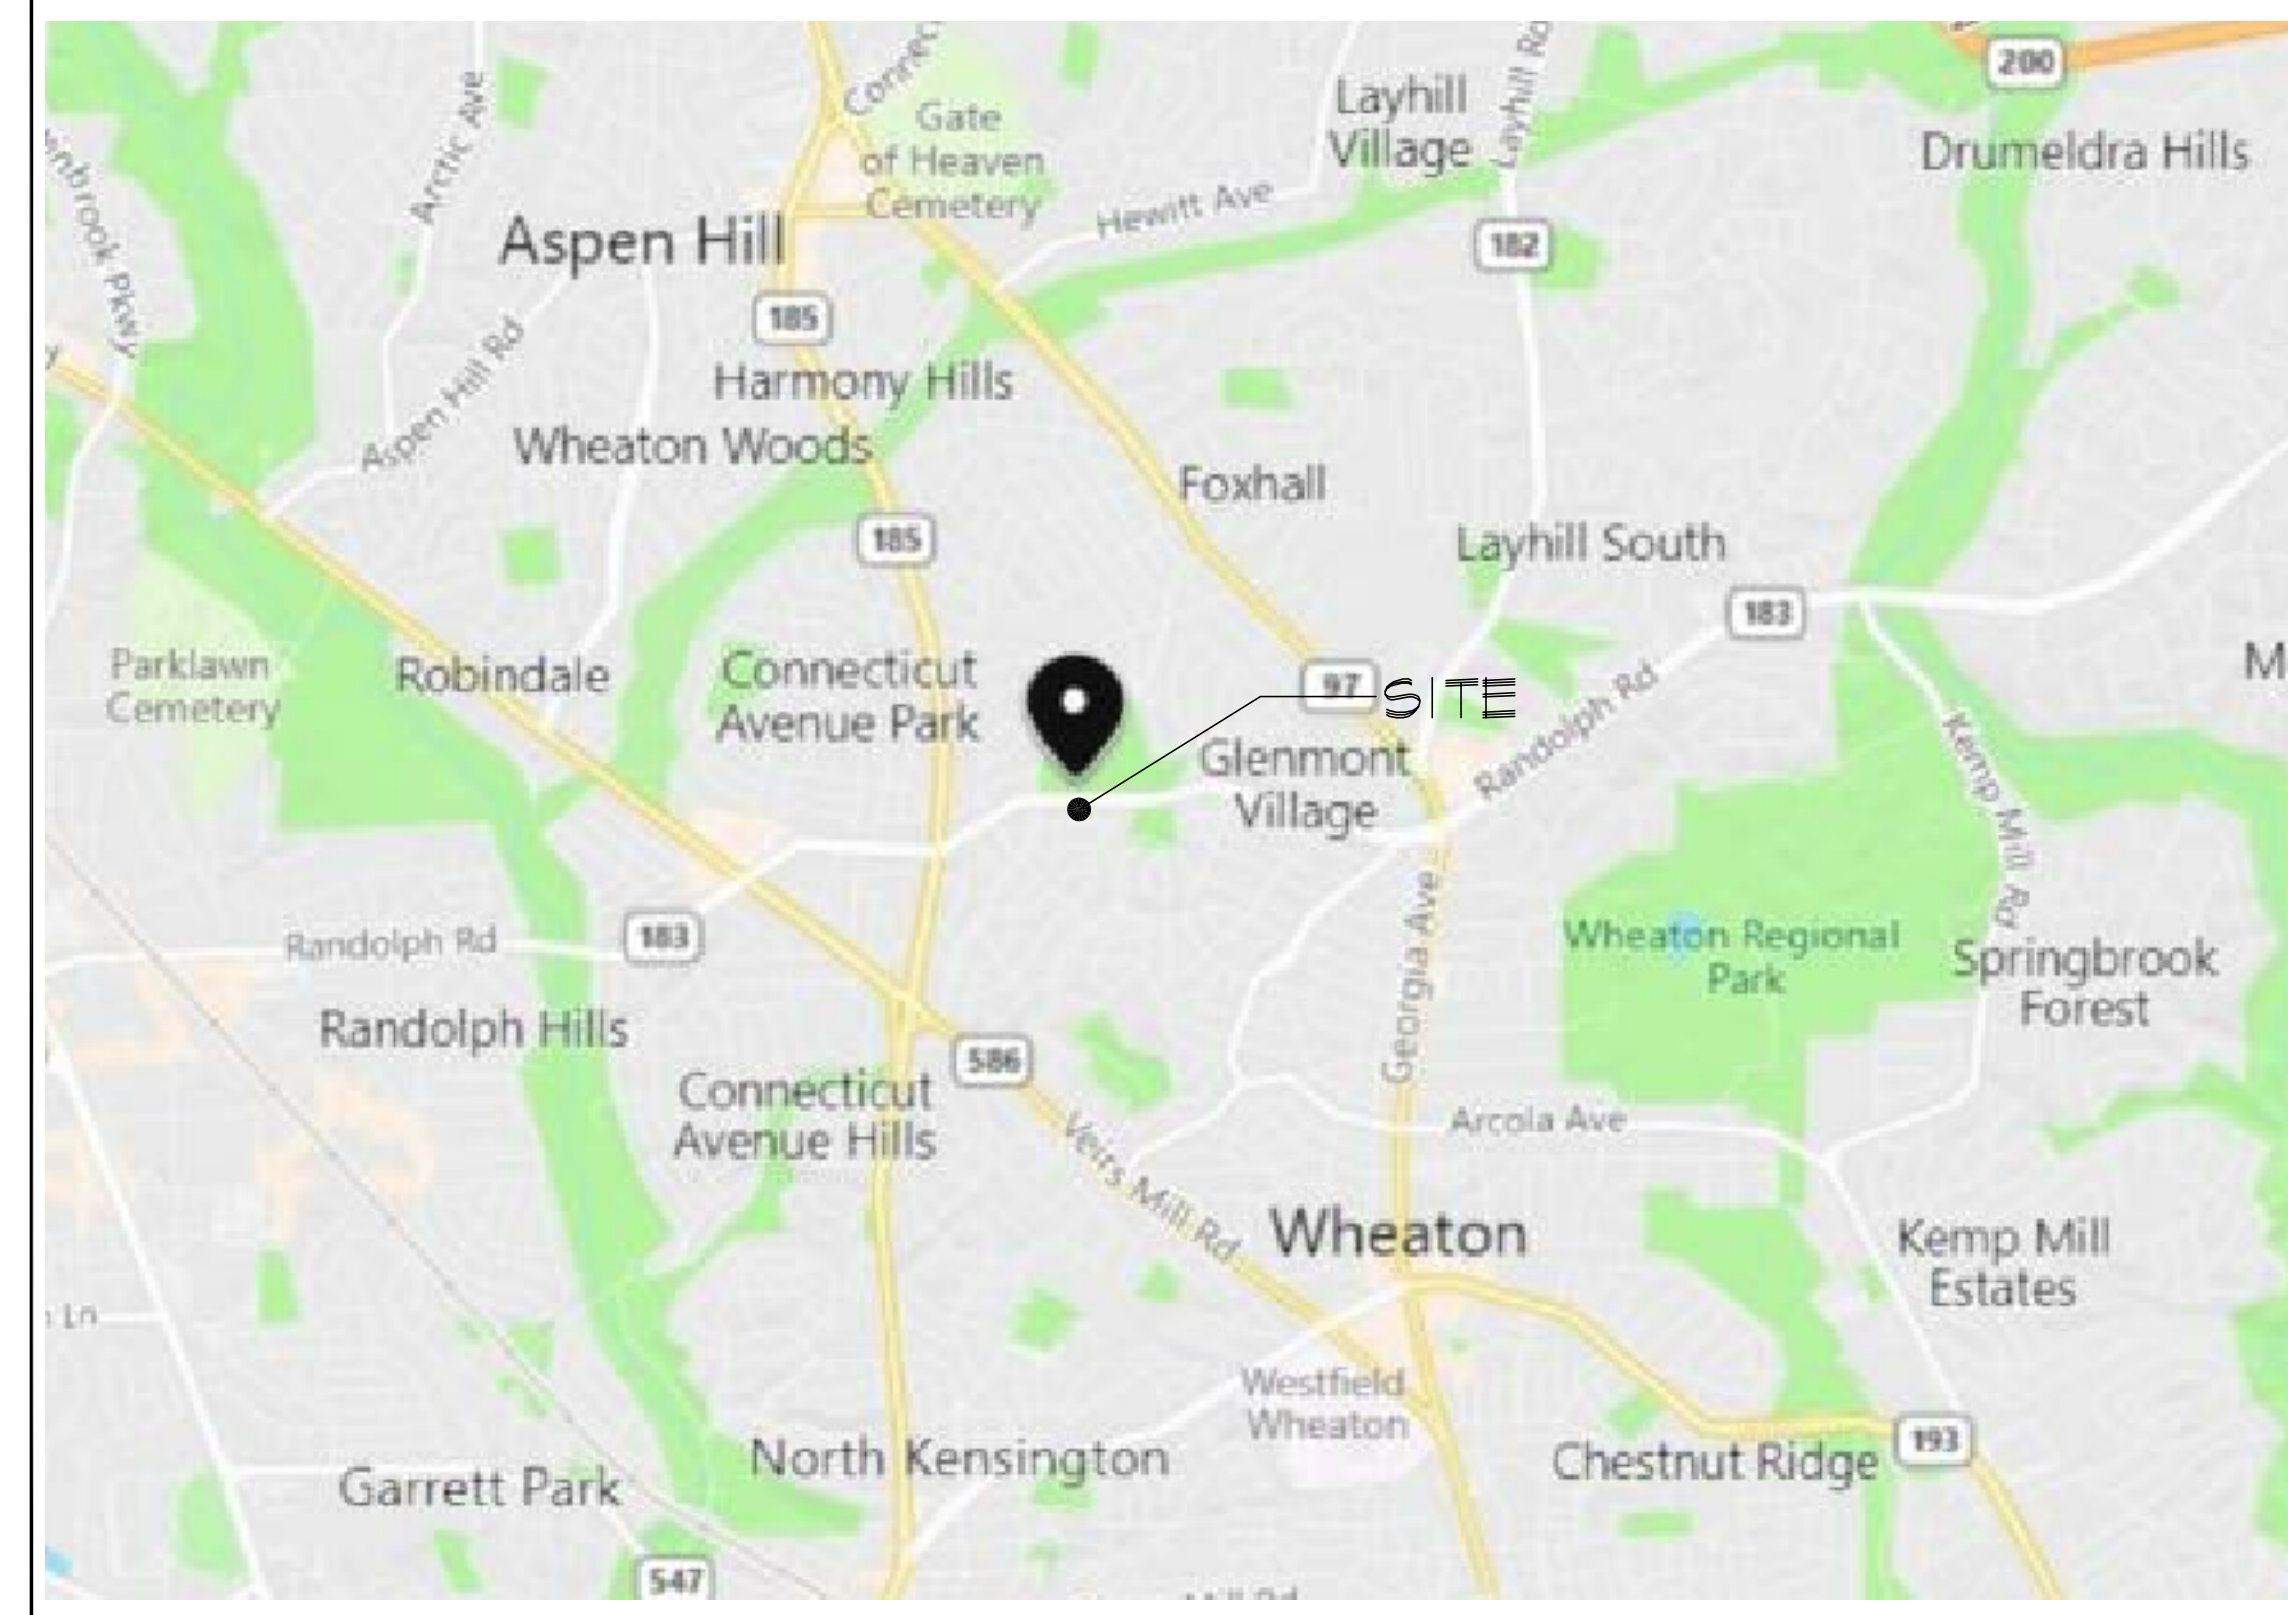 Connec
Layhill Rd
200
Arctic Ave
Gate
of Heaven
Cemetery
Layhill
Village
Drumeldra Hills
enbrook Pkwy
Hewitt Ave
Aspen Hill
182
185
Aspen Hill Rd
Harmony Hills
Wheaton Woods
Foxhall
185
Layhill South
183
Parklawn
Cemetery
Robindale
Connecticut
Avenue Park
97
SITE
M
Randolph Rd
Glenmont
Village
Kemp Mill Rd
Randolph Rd
183
Georgia Ave
Wheaton Regional
Park
Springbrook
Forest
Randolph Hills
586
Connecticut
Avenue Hills
Veirs Mill Rd
Arcola Ave
Wheaton
Kemp Mill
Estates
Ln
Westfield
Wheaton
193
North Kensington
Chestnut Ridge
Garrett Park
547